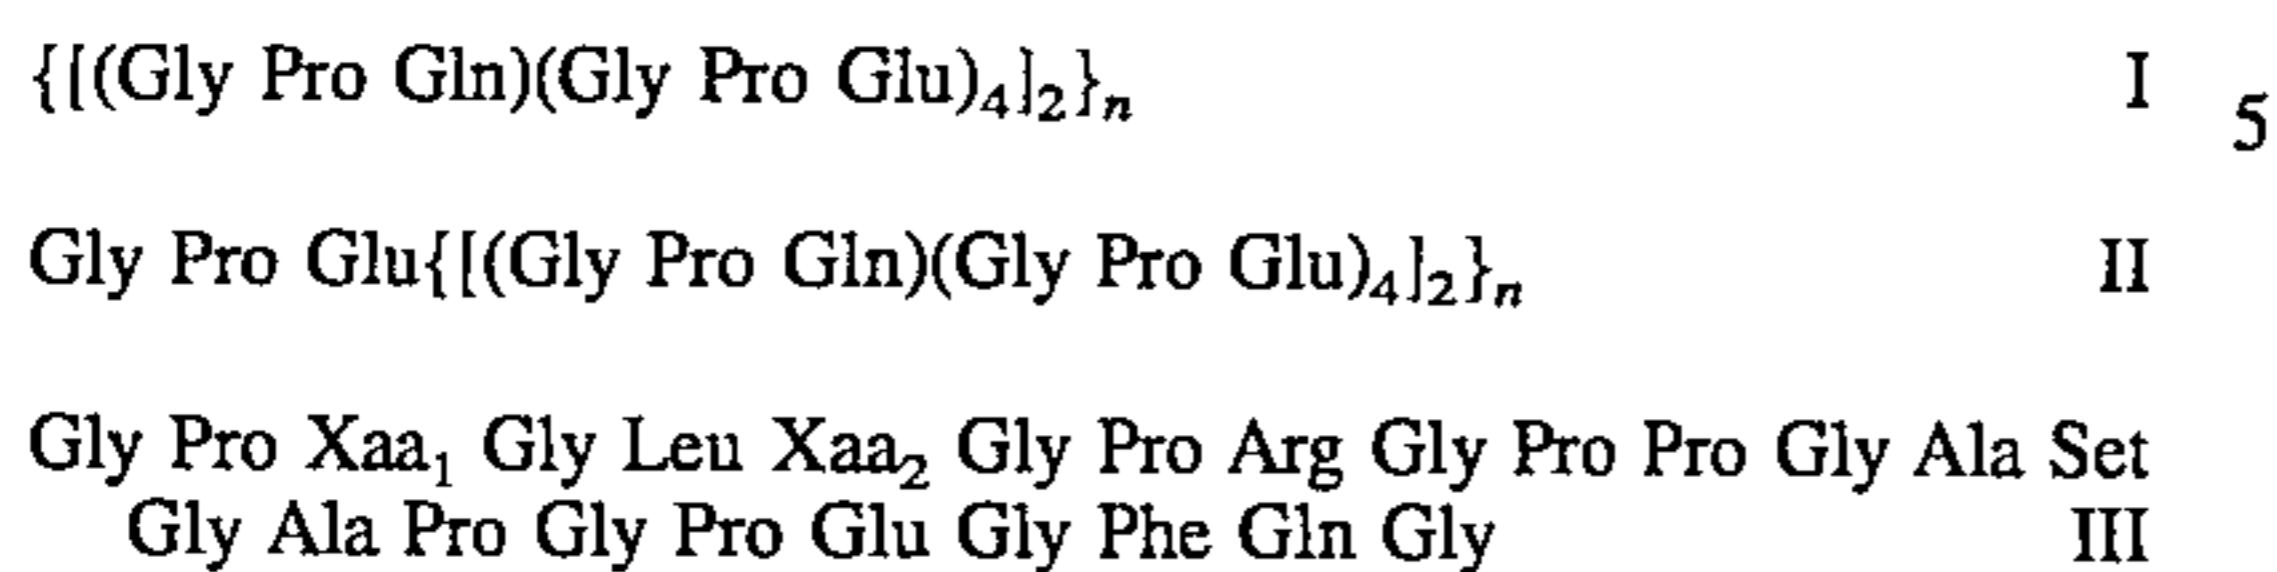 {[(Gly Pro Gln)(Gly Pro Glu)₄]₂}ₙ I
5
Gly Pro Glu{[(Gly Pro Gln)(Gly Pro Glu)₄]₂}ₙ II
Gly Pro Xaa₁ Gly Leu Xaa₂ Gly Pro Arg Gly Pro Pro Gly Ala Set
Gly Ala Pro Gly Pro Glu Gly Phe Gln Gly III